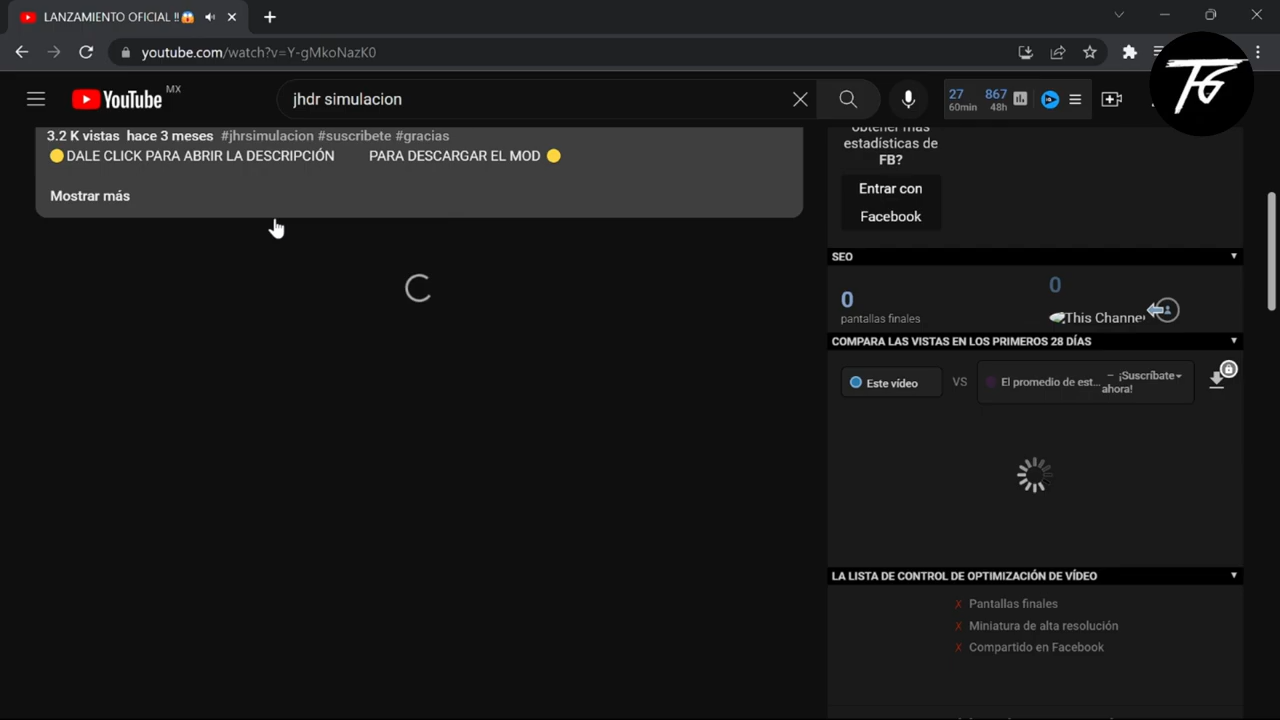 LANZAMIENTO OFICIAL !!😱
youtube.com/watch?v=Y-gMkoNazK0
YouTube MX
jhdr simulacion
27 867
60min 48h
TG
3.2 K vistas hace 3 meses #jhrsimulacion #suscribete #gracias
🟡DALE CLICK PARA ABRIR LA DESCRIPCIÓN PARA DESCARGAR EL MOD 🟡
Mostrar más
obtener más
estadísticas de
FB?
Entrar con
Facebook
SEO
0 0
pantallas finales This Channel
COMPARA LAS VISTAS EN LOS PRIMEROS 28 DÍAS
Este vídeo VS El promedio de est... – ¡Suscríbate
ahora!
LA LISTA DE CONTROL DE OPTIMIZACIÓN DE VÍDEO
X Pantallas finales
X Miniatura de alta resolución
X Compartido en Facebook